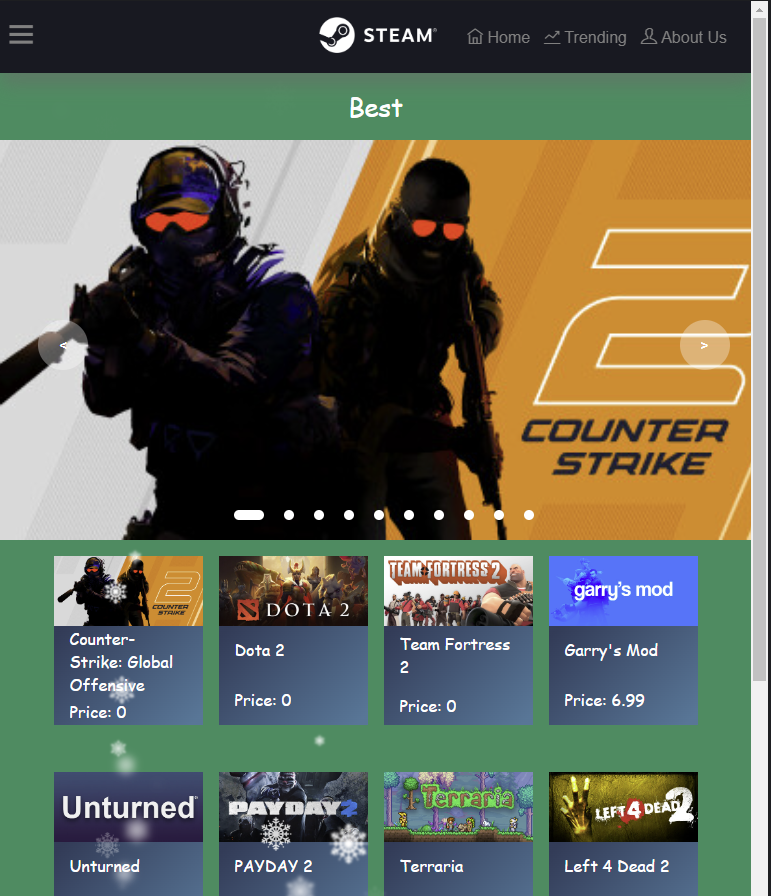 STEAM®
Home
Trending
About Us
Best
<
>
2
COUNTER
STRIKE
2
COUNTER
STRIKE
DOTA 2
TEAM FORTRESS 2
garry's mod
Counter-
Strike: Global
Offensive
Price: 0
Dota 2
Price: 0
Team Fortress
2
Price: 0
Garry's Mod
Price: 6.99
Unturned
PAYDAY 2
Terraria
LEFT 4 DEAD 2
Unturned
PAYDAY 2
Terraria
Left 4 Dead 2